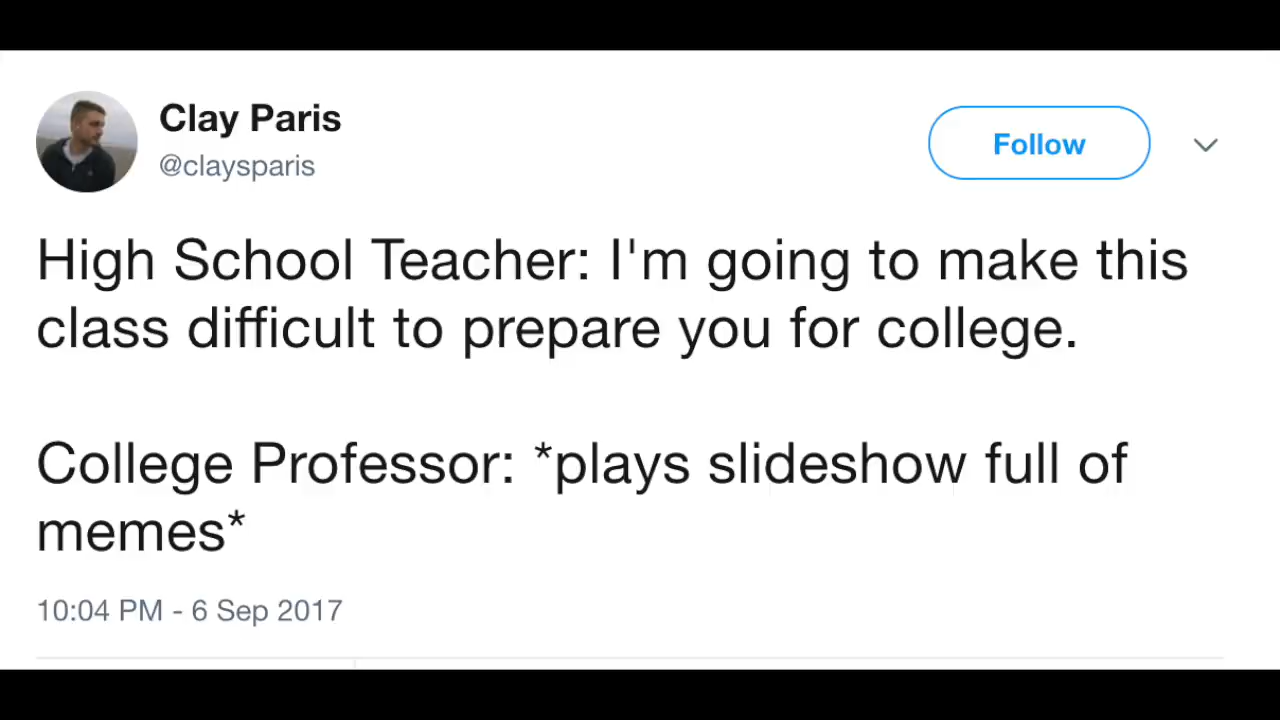 Clay Paris
@claysparis
Follow
High School Teacher: I'm going to make this
class difficult to prepare you for college.
College Professor: *plays slideshow full of
memes*
10:04 PM - 6 Sep 2017